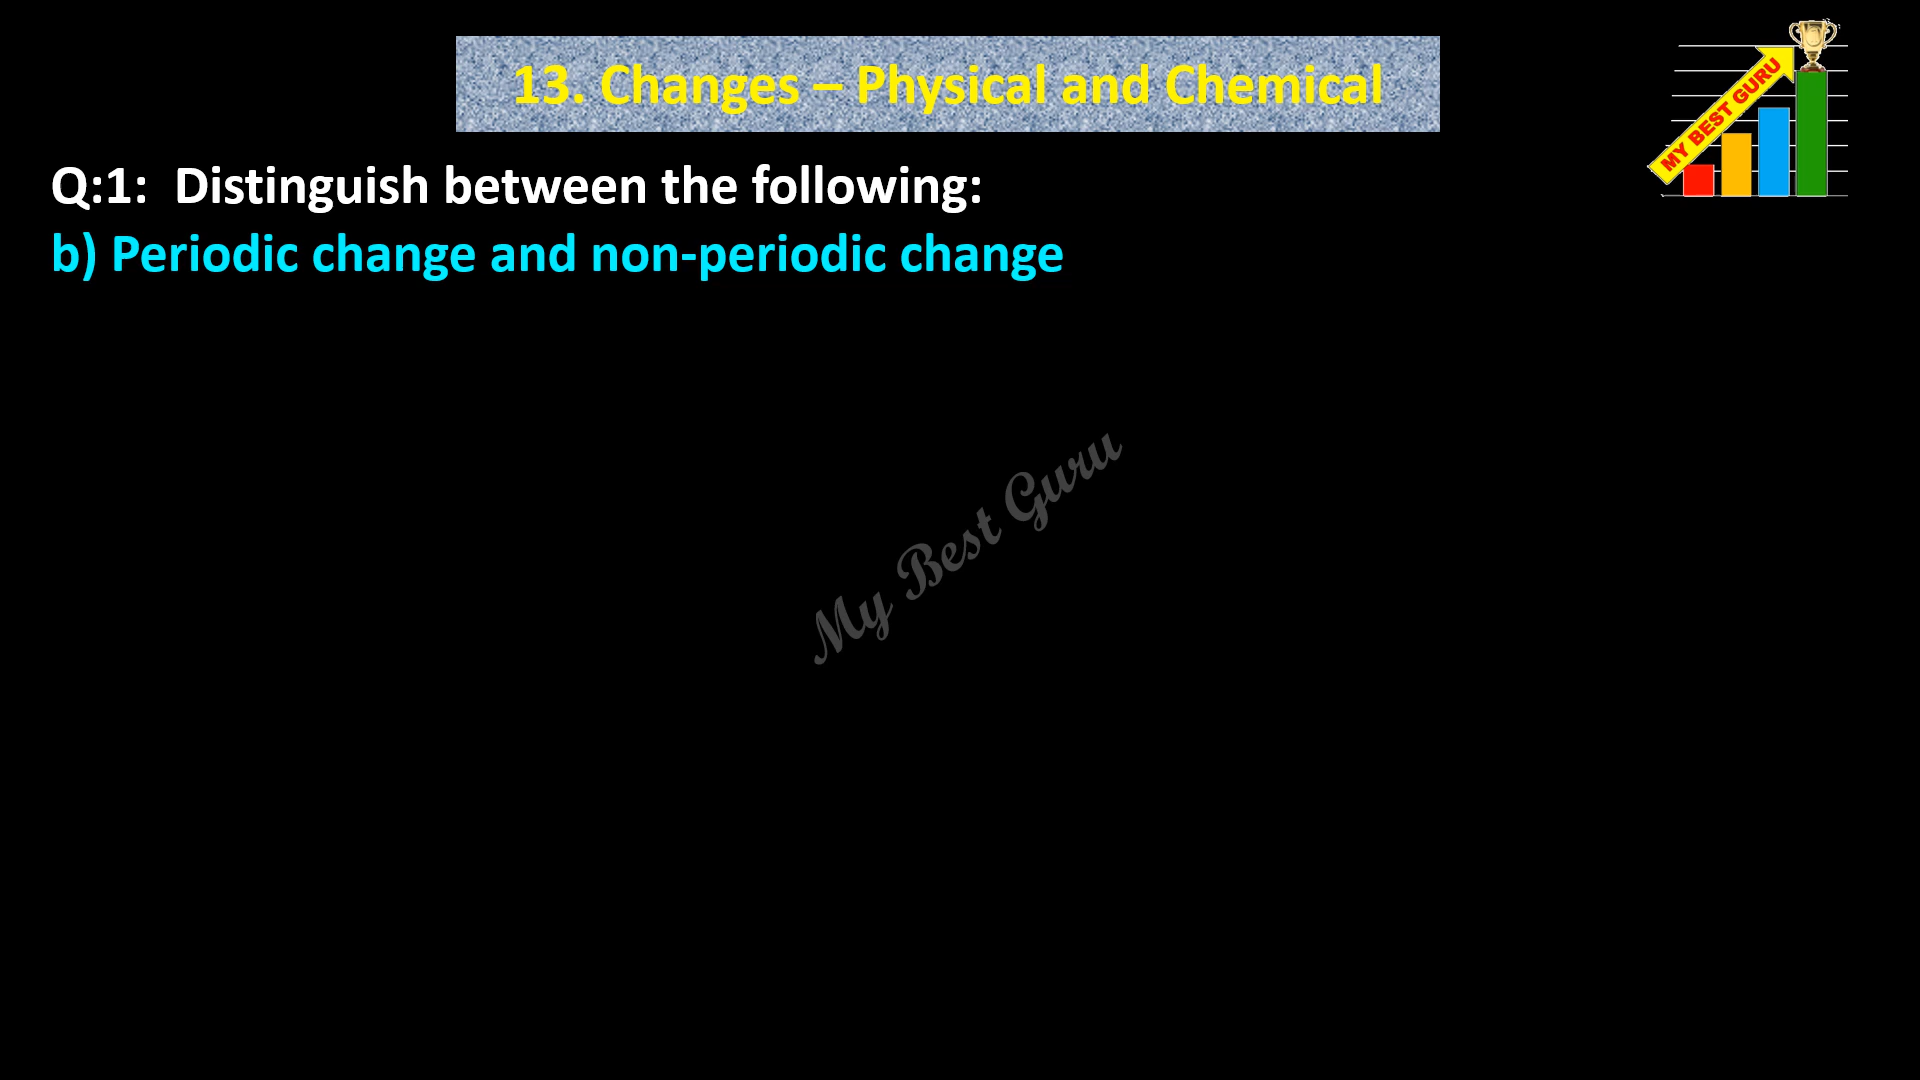 13. Changes – Physical and Chemical
MY BEST GURU
Q:1: Distinguish between the following:
b) Periodic change and non-periodic change
My Best Guru